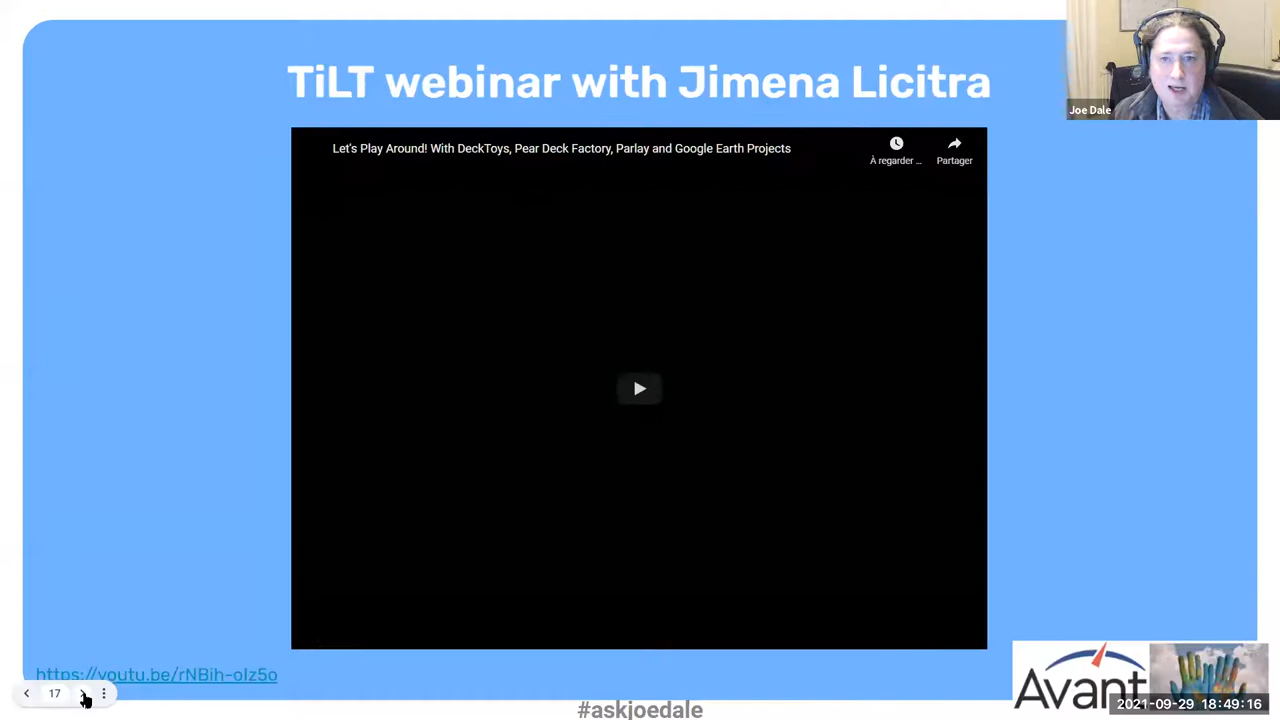 TiLT webinar with Jimena Licitra
Joe Dale
Let's Play Around! With DeckToys, Pear Deck Factory, Parlay and Google Earth Projects
À regarder ...
Partager
https://youtu.be/rNBih-oIz5o
17
#askjoedale
Avant
2021-09-29 18:49:16